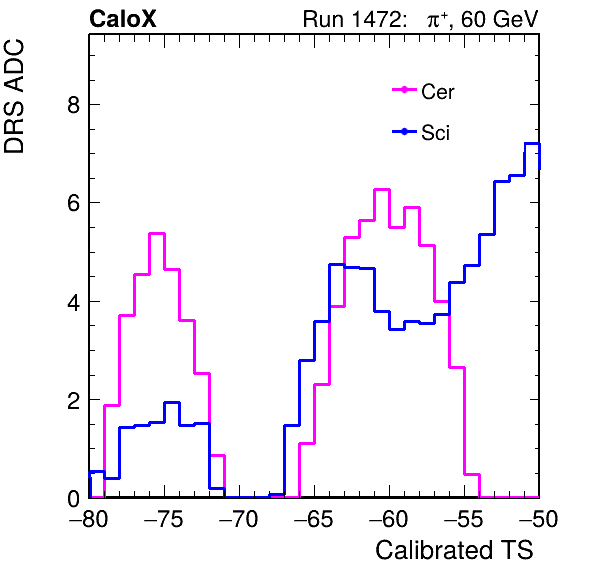 CaloX Run 1472: π+, 60 GeV
DRS ADC
Cer
Sci
8
6
4
2
0
−80 −75 −70 −65 −60 −55 −50
Calibrated TS